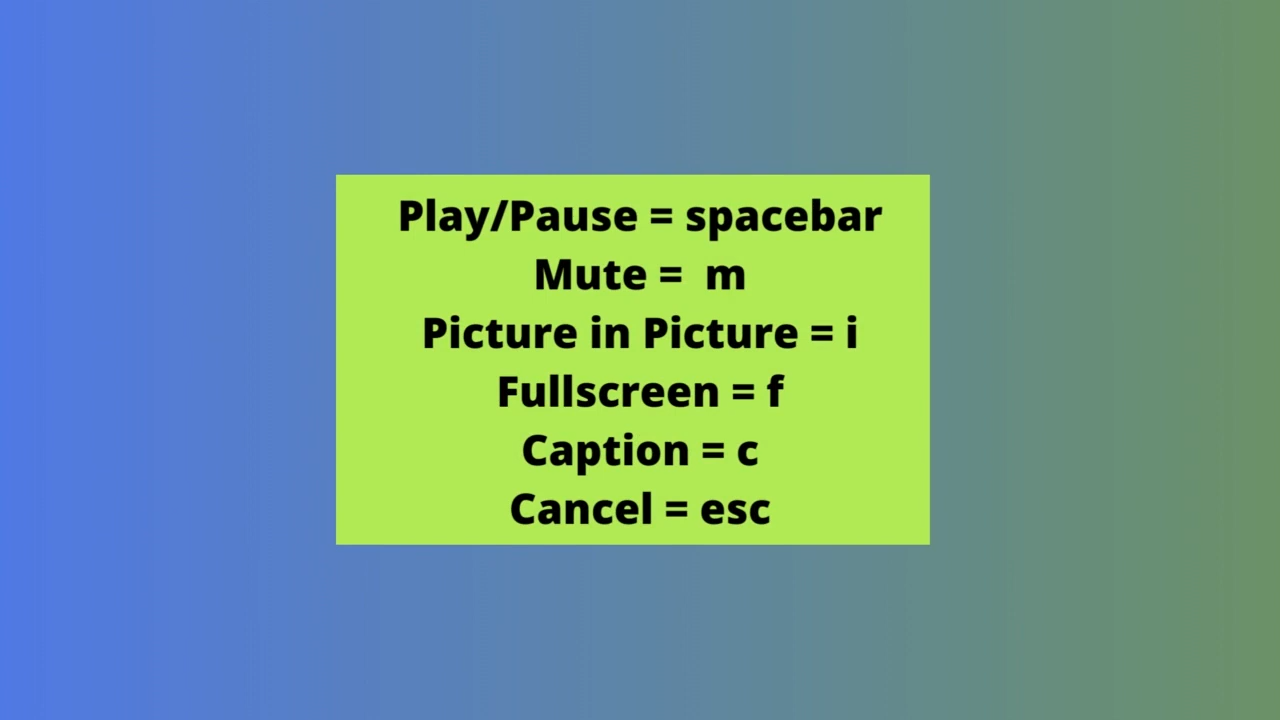 Play/Pause = spacebar
Mute =  m
Picture in Picture = i
Fullscreen = f
Caption = c
Cancel = esc